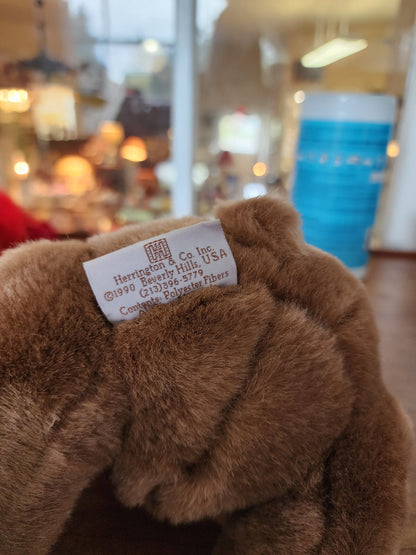 Herrington & Co. Inc.
©1990 Beverly Hills, USA
(213)396-5779
Contents: Polyester Fibers